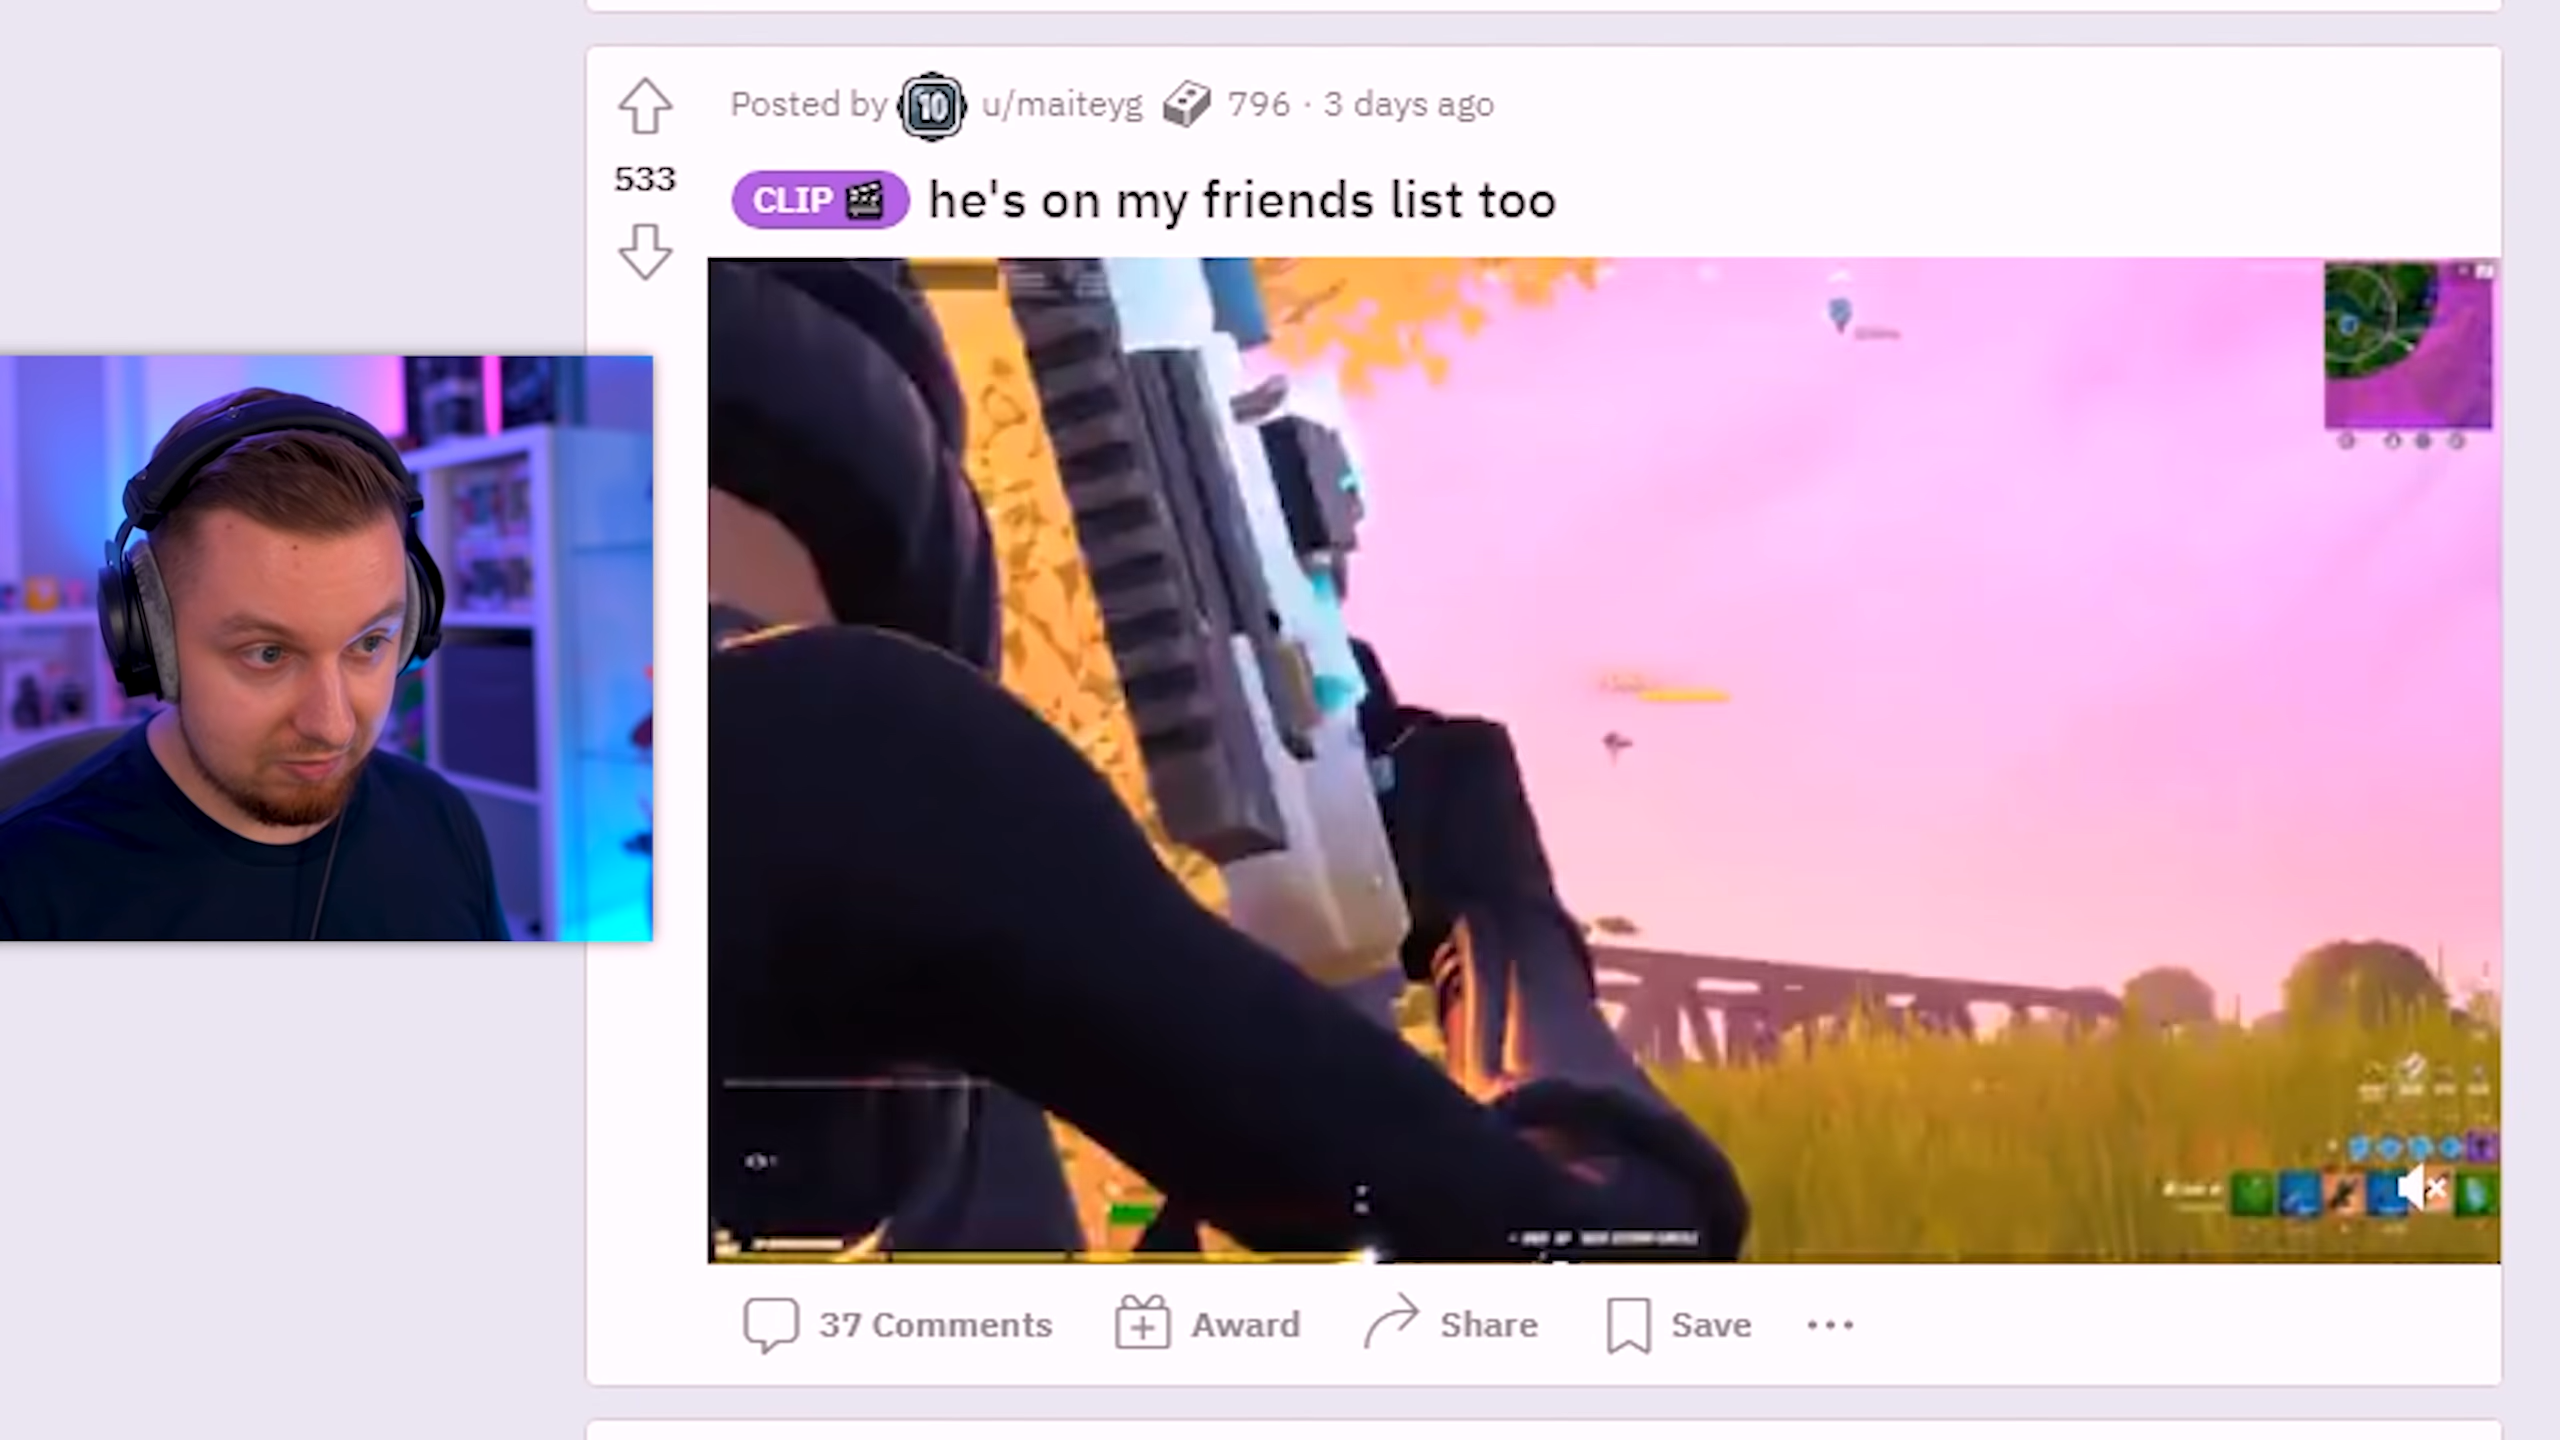 Posted by 10 u/maiteyg 796 · 3 days ago
533
CLIP he's on my friends list too
37 Comments Award Share Save